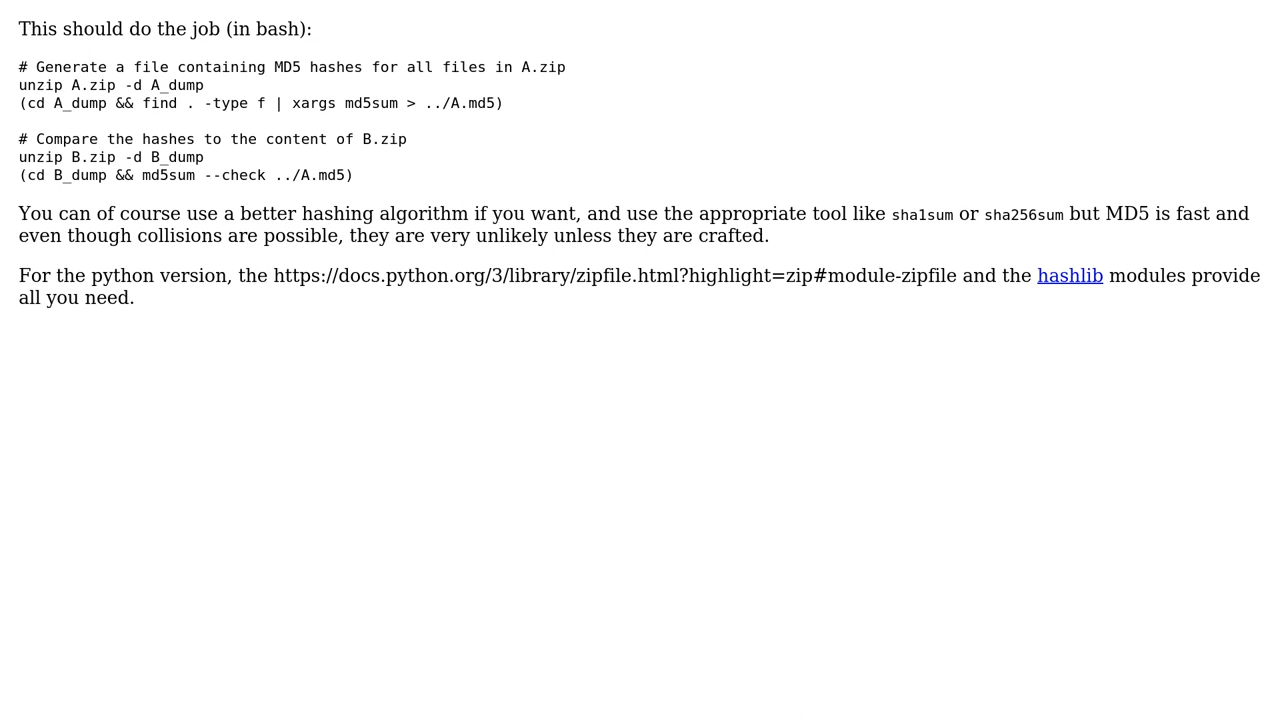 This should do the job (in bash):
# Generate a file containing MD5 hashes for all files in A.zip
unzip A.zip -d A_dump
(cd A_dump && find . -type f | xargs md5sum > ../A.md5)
# Compare the hashes to the content of B.zip
unzip B.zip -d B_dump
(cd B_dump && md5sum --check ../A.md5)
You can of course use a better hashing algorithm if you want, and use the appropriate tool like sha1sum or sha256sum but MD5 is fast and
even though collisions are possible, they are very unlikely unless they are crafted.
For the python version, the https://docs.python.org/3/library/zipfile.html?highlight=zip#module-zipfile and the hashlib modules provide
all you need.